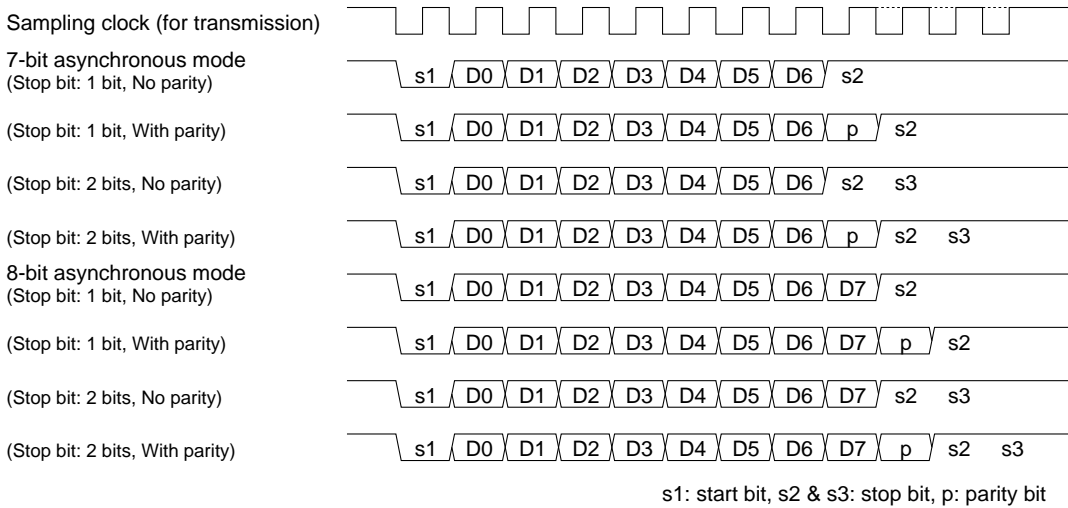 Sampling clock (for transmission)
7-bit asynchronous mode
(Stop bit: 1 bit, No parity) s1 D0 D1 D2 D3 D4 D5 D6 s2
(Stop bit: 1 bit, With parity) s1 D0 D1 D2 D3 D4 D5 D6 p s2
(Stop bit: 2 bits, No parity) s1 D0 D1 D2 D3 D4 D5 D6 s2 s3
(Stop bit: 2 bits, With parity) s1 D0 D1 D2 D3 D4 D5 D6 p s2 s3
8-bit asynchronous mode
(Stop bit: 1 bit, No parity) s1 D0 D1 D2 D3 D4 D5 D6 D7 s2
(Stop bit: 1 bit, With parity) s1 D0 D1 D2 D3 D4 D5 D6 D7 p s2
(Stop bit: 2 bits, No parity) s1 D0 D1 D2 D3 D4 D5 D6 D7 s2 s3
(Stop bit: 2 bits, With parity) s1 D0 D1 D2 D3 D4 D5 D6 D7 p s2 s3
s1: start bit, s2 & s3: stop bit, p: parity bit